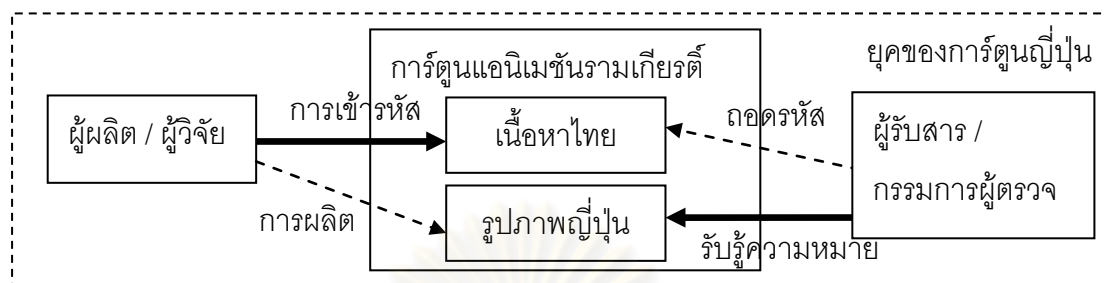 ยุคของการ์ตูนญี่ปุ่น
การ์ตูนแอนิเมชันรามเกียรติ์
ผู้ผลิต / ผู้วิจัย
การเข้ารหัส
เนื้อหาไทย
ถอดรหัส
ผู้รับสาร /
กรรมการผู้ตรวจ
การผลิต
รูปภาพญี่ปุ่น
รับรู้ความหมาย